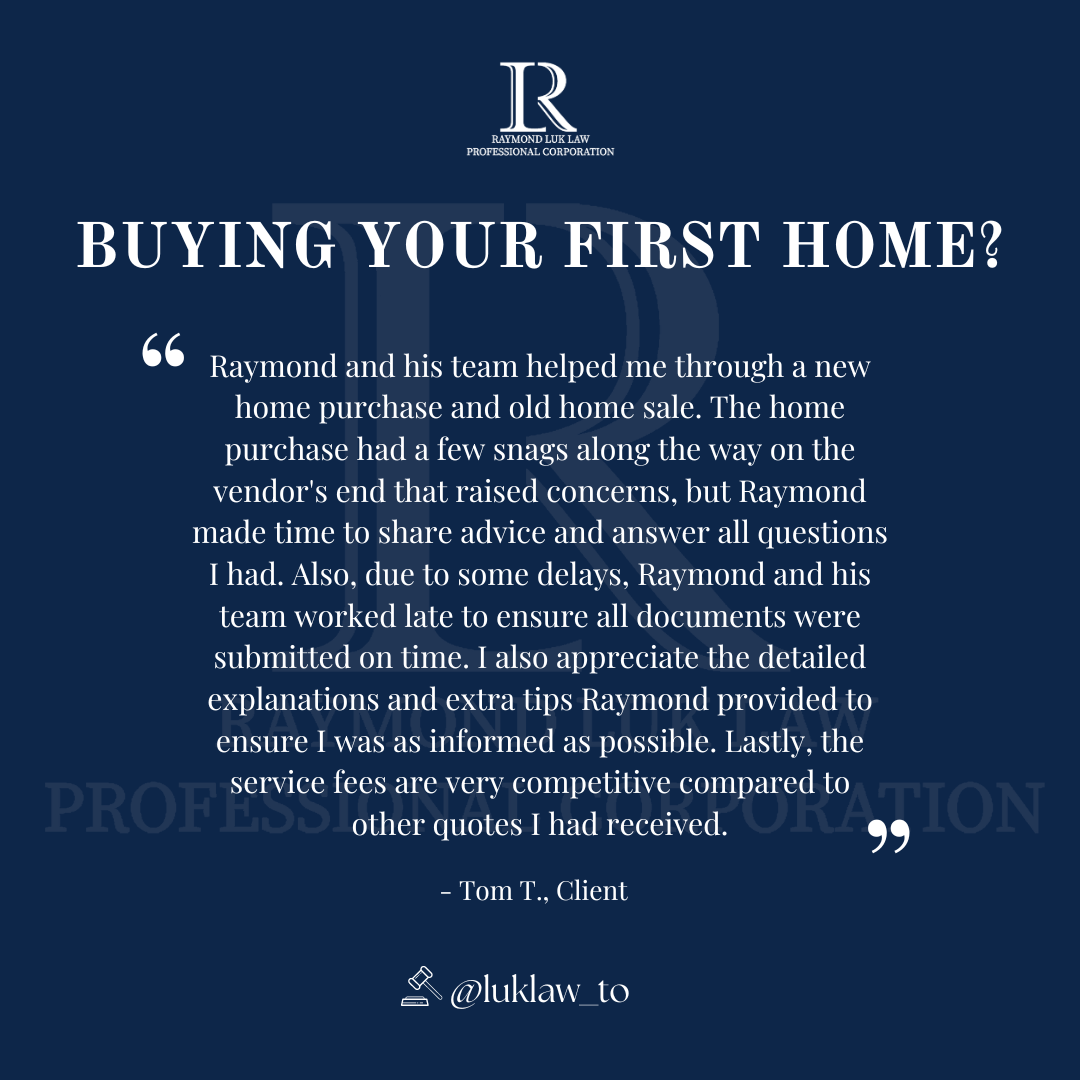 R
RAYMOND LUK LAW
PROFESSIONAL CORPORATION
BUYING YOUR FIRST HOME?
“ Raymond and his team helped me through a new
home purchase and old home sale. The home
purchase had a few snags along the way on the
vendor's end that raised concerns, but Raymond
made time to share advice and answer all questions
I had. Also, due to some delays, Raymond and his
team worked late to ensure all documents were
submitted on time. I also appreciate the detailed
explanations and extra tips Raymond provided to
ensure I was as informed as possible. Lastly, the
service fees are very competitive compared to
other quotes I had received. ”
- Tom T., Client
@luklaw_to
R
RAYMOND LUK LAW
PROFESSIONAL CORPORATION